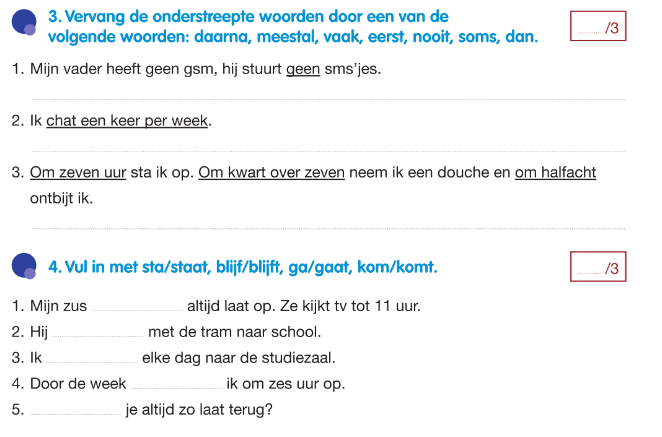 3. Vervang de onderstreepte woorden door een van de
volgende woorden: daarna, meestal, vaak, eerst, nooit, soms, dan.
/3
1. Mijn vader heeft geen gsm, hij stuurt geen sms’jes.
2. Ik chat een keer per week.
3. Om zeven uur sta ik op. Om kwart over zeven neem ik een douche en om halfacht
ontbijt ik.
4. Vul in met sta/staat, blijf/blijft, ga/gaat, kom/komt.
/3
1. Mijn zus altijd laat op. Ze kijkt tv tot 11 uur.
2. Hij met de tram naar school.
3. Ik elke dag naar de studiezaal.
4. Door de week ik om zes uur op.
5. je altijd zo laat terug?